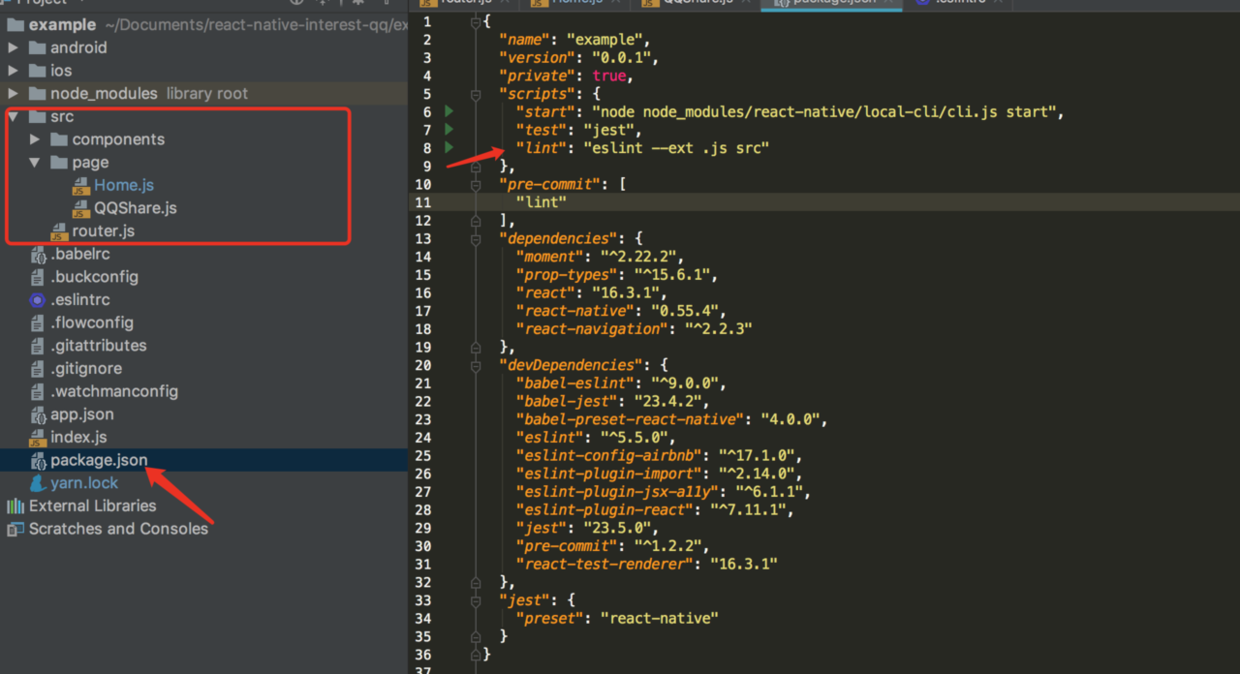 Project
example ~/Documents/react-native-interest-qq/ex
android
ios
node_modules library root
src
components
page
Home.js
QQShare.js
router.js
.babelrc
.buckconfig
.eslintrc
.flowconfig
.gitattributes
.gitignore
.watchmanconfig
app.json
index.js
package.json
yarn.lock
External Libraries
Scratches and Consoles
router.js Home.js QQShare.js package.json .eslintrc
1 {
2 "name": "example",
3 "version": "0.0.1",
4 "private": true,
5 "scripts": {
6 "start": "node node_modules/react-native/local-cli/cli.js start",
7 "test": "jest",
8 "lint": "eslint --ext .js src"
9 },
10 "pre-commit": [
11 "lint"
12 ],
13 "dependencies": {
14 "moment": "^2.22.2",
15 "prop-types": "^15.6.1",
16 "react": "16.3.1",
17 "react-native": "0.55.4",
18 "react-navigation": "^2.2.3"
19 },
20 "devDependencies": {
21 "babel-eslint": "^9.0.0",
22 "babel-jest": "23.4.2",
23 "babel-preset-react-native": "4.0.0",
24 "eslint": "^5.5.0",
25 "eslint-config-airbnb": "^17.1.0",
26 "eslint-plugin-import": "^2.14.0",
27 "eslint-plugin-jsx-a11y": "^6.1.1",
28 "eslint-plugin-react": "^7.11.1",
29 "jest": "23.5.0",
30 "pre-commit": "^1.2.2",
31 "react-test-renderer": "16.3.1"
32 },
33 "jest": {
34 "preset": "react-native"
35 }
36 }
37